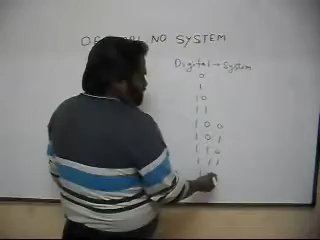 NO SYSTEM
Digital → System
0
1
1 0
1 1
1 0 0
1 0 1
1 1 0
1 1 1